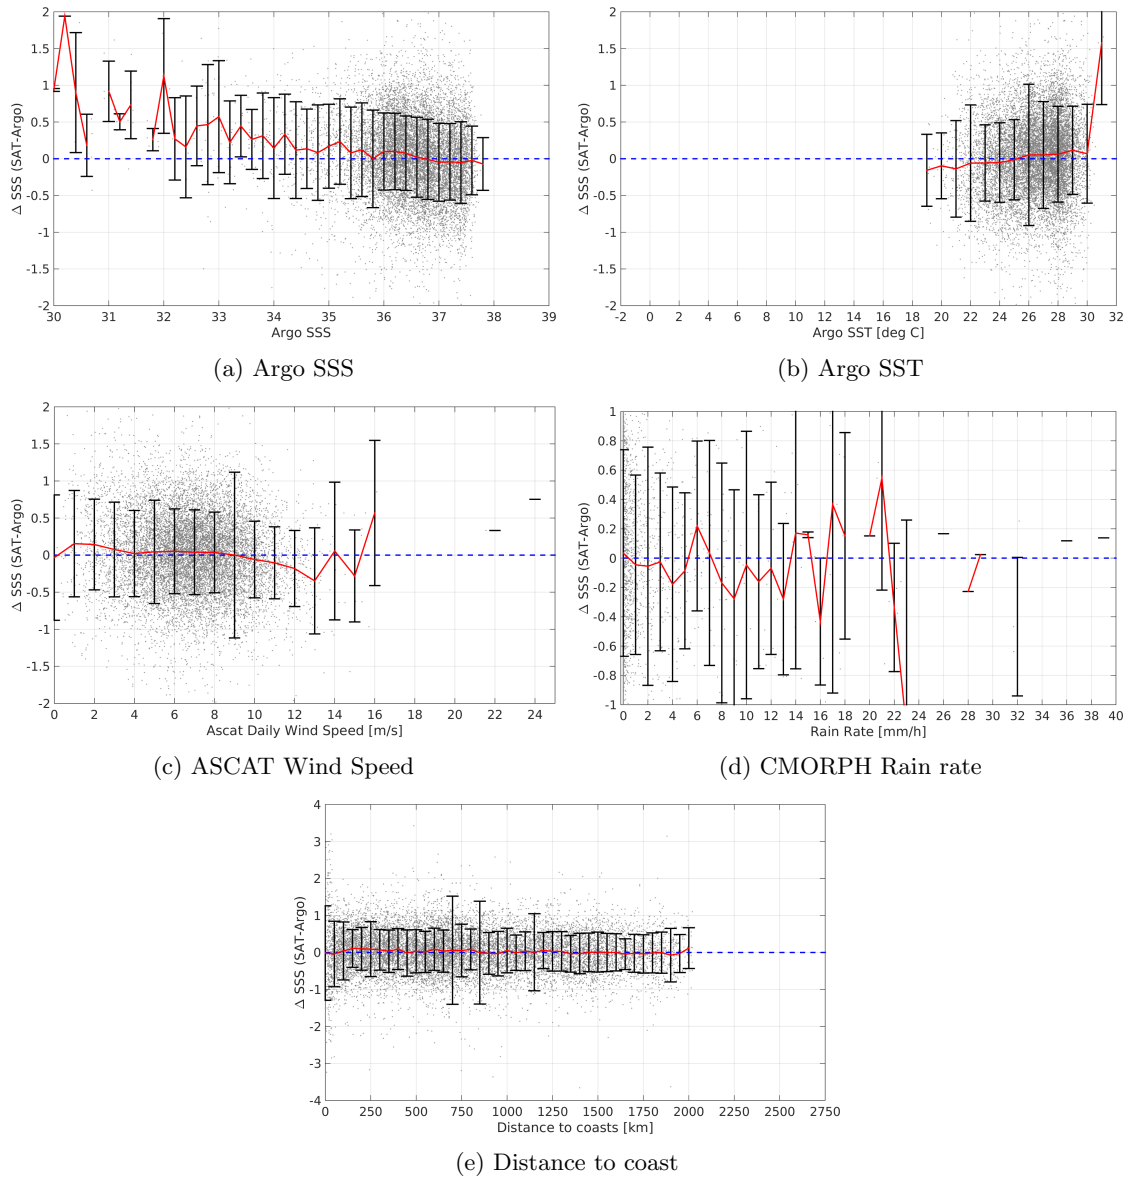 2
1.5
1
0.5
0
-0.5
-1
-1.5
-2
Δ SSS (SAT-Argo)
30 31 32 33 34 35 36 37 38 39
Argo SSS
(a) Argo SSS
2
1.5
1
0.5
0
-0.5
-1
-1.5
-2
Δ SSS (SAT-Argo)
-2 0 2 4 6 8 10 12 14 16 18 20 22 24 26 28 30 32
Argo SST [deg C]
(b) Argo SST
2
1.5
1
0.5
0
-0.5
-1
-1.5
-2
Δ SSS (SAT-Argo)
0 2 4 6 8 10 12 14 16 18 20 22 24
Ascat Daily Wind Speed [m/s]
(c) ASCAT Wind Speed
1
0.8
0.6
0.4
0.2
0
-0.2
-0.4
-0.6
-0.8
-1
Δ SSS (SAT-Argo)
0 2 4 6 8 10 12 14 16 18 20 22 24 26 28 30 32 34 36 38 40
Rain Rate [mm/h]
(d) CMORPH Rain rate
4
3
2
1
0
-1
-2
-3
-4
Δ SSS (SAT-Argo)
0 250 500 750 1000 1250 1500 1750 2000 2250 2500 2750
Distance to coasts [km]
(e) Distance to coast